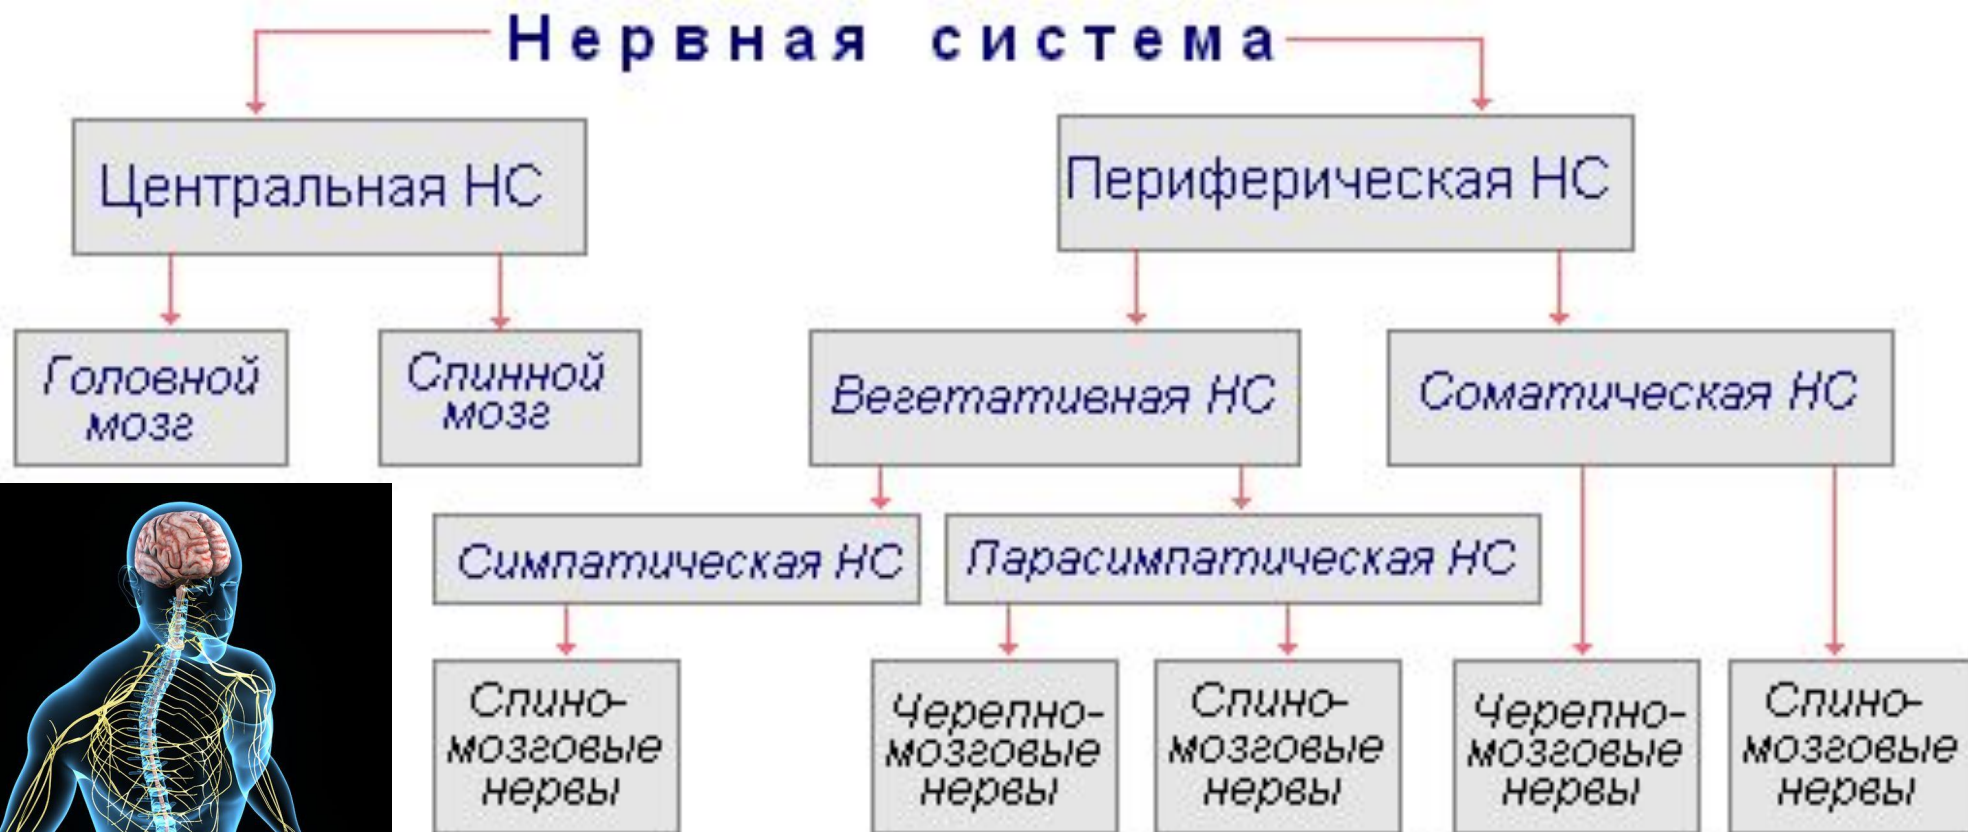 Нервная система
Центральная НС
Периферическая НС
Головной
мозг
Спинной
мозг
Вегетативная НС
Соматическая НС
Симпатическая НС
Парасимпатическая НС
Спино-
мозговые
нервы
Черепно-
мозговые
нервы
Спино-
мозговые
нервы
Черепно-
мозговые
нервы
Спино-
мозговые
нервы